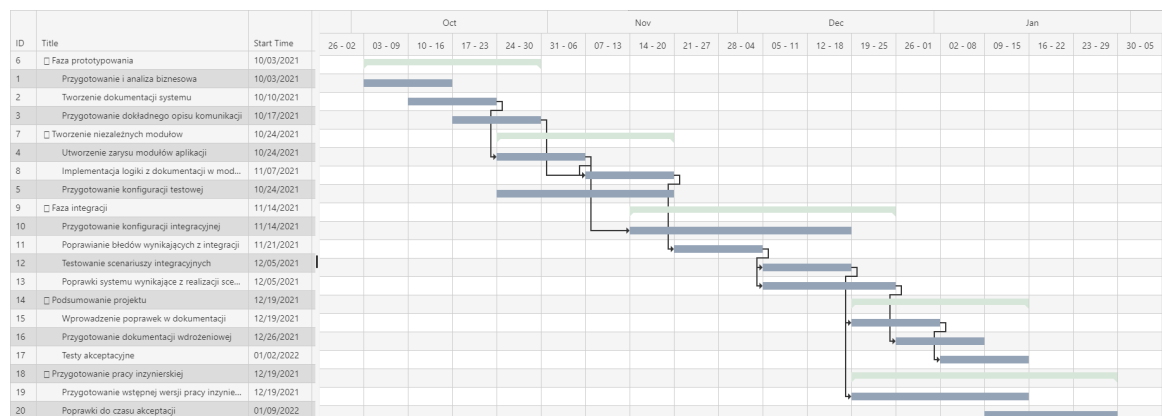 Oct Nov Dec Jan
ID Title Start Time 26 - 02 03 - 09 10 - 16 17 - 23 24 - 30 31 - 06 07 - 13 14 - 20 21 - 27 28 - 04 05 - 11 12 - 18 19 - 25 26 - 01 02 - 08 09 - 15 16 - 22 23 - 29 30 - 05
6 Faza prototypowania 10/03/2021
1 Przygotowanie i analiza biznesowa 10/03/2021
2 Tworzenie dokumentacji systemu 10/10/2021
3 Przygotowanie dokładnego opisu komunikacji 10/17/2021
7 Tworzenie niezależnych modułow 10/24/2021
4 Utworzenie zarysu modułów aplikacji 10/24/2021
8 Implementacja logiki z dokumentacji w mod... 11/07/2021
5 Przygotowanie konfiguracji testowej 10/24/2021
9 Faza integracji 11/14/2021
10 Przygotowanie konfiguracji integracyjnej 11/14/2021
11 Poprawianie błedów wynikających z integracji 11/21/2021
12 Testowanie scenariuszy integracyjnych 12/05/2021
13 Poprawki systemu wynikające z realizacji sce... 12/05/2021
14 Podsumowanie projektu 12/19/2021
15 Wprowadzenie poprawek w dokumentacji 12/19/2021
16 Przygotowanie dokumentacji wdrożeniowej 12/26/2021
17 Testy akceptacyjne 01/02/2022
18 Przygotowanie pracy inzynierskiej 12/19/2021
19 Przygotowanie wstępnej wersji pracy inzynie... 12/19/2021
20 Poprawki do czasu akceptacji 01/09/2022